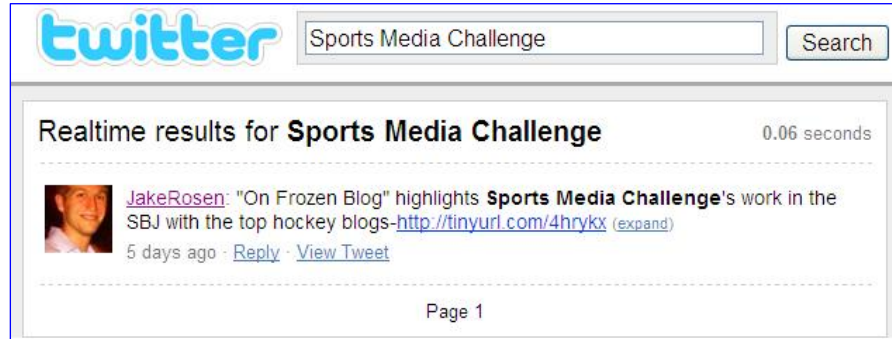 twitter
Sports Media Challenge
Search
Realtime results for Sports Media Challenge
0.06 seconds
JakeRosen: "On Frozen Blog" highlights Sports Media Challenge's work in the
SBJ with the top hockey blogs-http://tinyurl.com/4hrykx (expand)
5 days ago · Reply · View Tweet
Page 1